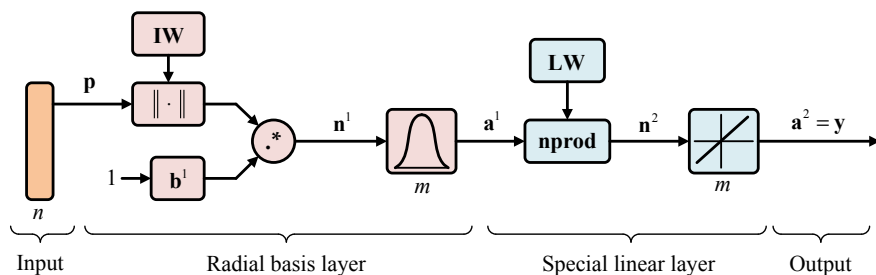 IW
LW
p
‖ · ‖
n¹
a¹
n²
a² = y
.*
nprod
1
b¹
n
m
m
Input
Radial basis layer
Special linear layer
Output